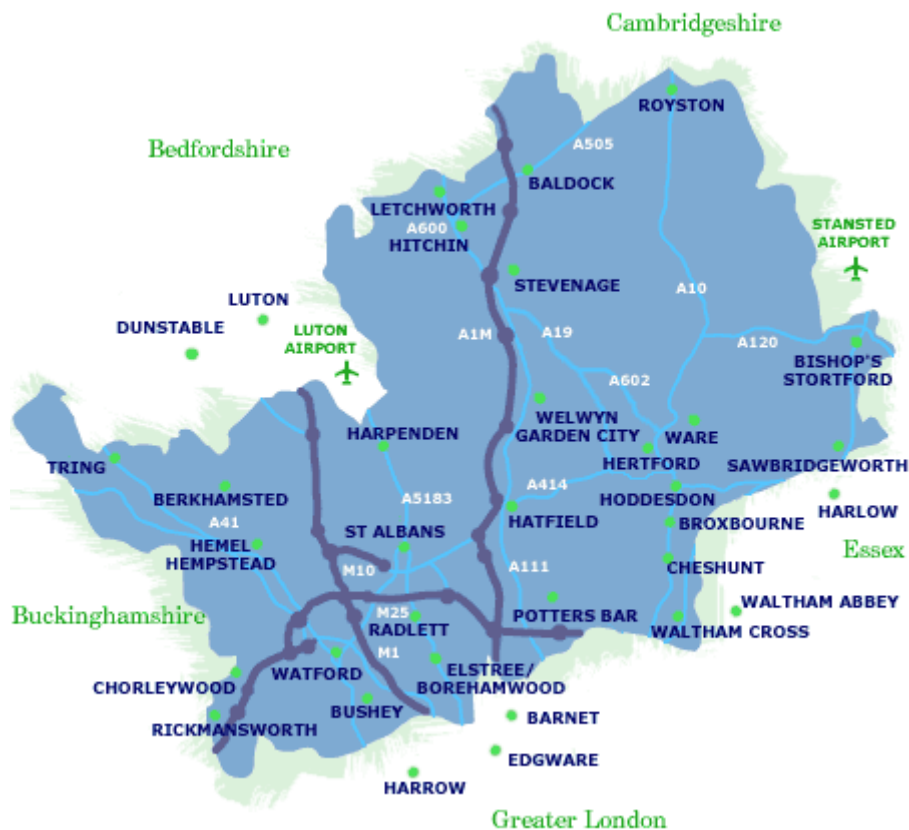 Cambridgeshire
ROYSTON
A505
Bedfordshire
BALDOCK
LETCHWORTH
A600
HITCHIN
STANSTED
AIRPORT
STEVENAGE
A10
LUTON
DUNSTABLE
LUTON
AIRPORT
A1M
A19
A120
BISHOP'S
STORTFORD
A602
WELWYN
GARDEN CITY
WARE
HARPENDEN
HERTFORD
TRING
SAWBRIDGEWORTH
BERKHAMSTED
A5183
A414
HODDESDON
HARLOW
A41
ST ALBANS
HATFIELD
BROXBOURNE
HEMEL
HEMPSTEAD
Essex
M10
A111
CHESHUNT
Buckinghamshire
M25
RADLETT
POTTERS BAR
WALTHAM ABBEY
WALTHAM CROSS
M1
WATFORD
ELSTREE/
BOREHAMWOOD
CHORLEYWOOD
BUSHEY
RICKMANSWORTH
BARNET
EDGWARE
HARROW
Greater London